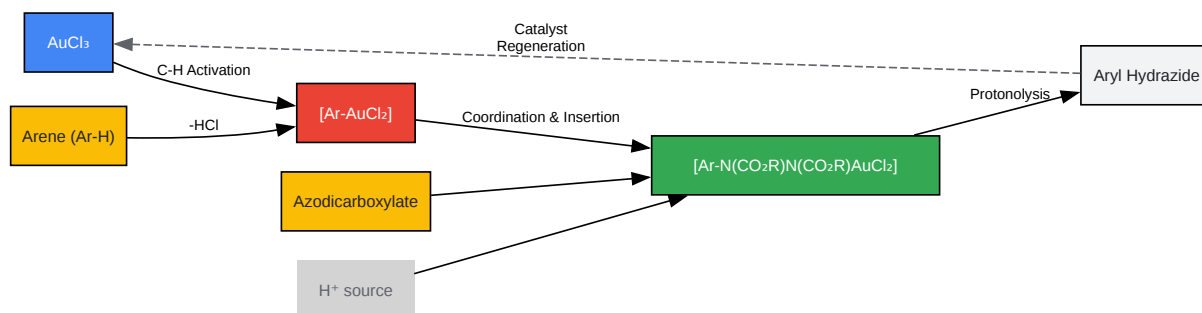 AuCl₃
Catalyst
Regeneration
Aryl Hydrazide
C-H Activation
Protonolysis
[Ar-AuCl₂]
Coordination & Insertion
-HCl
Arene (Ar-H)
[Ar-N(CO₂R)N(CO₂R)AuCl₂]
Azodicarboxylate
H⁺ source